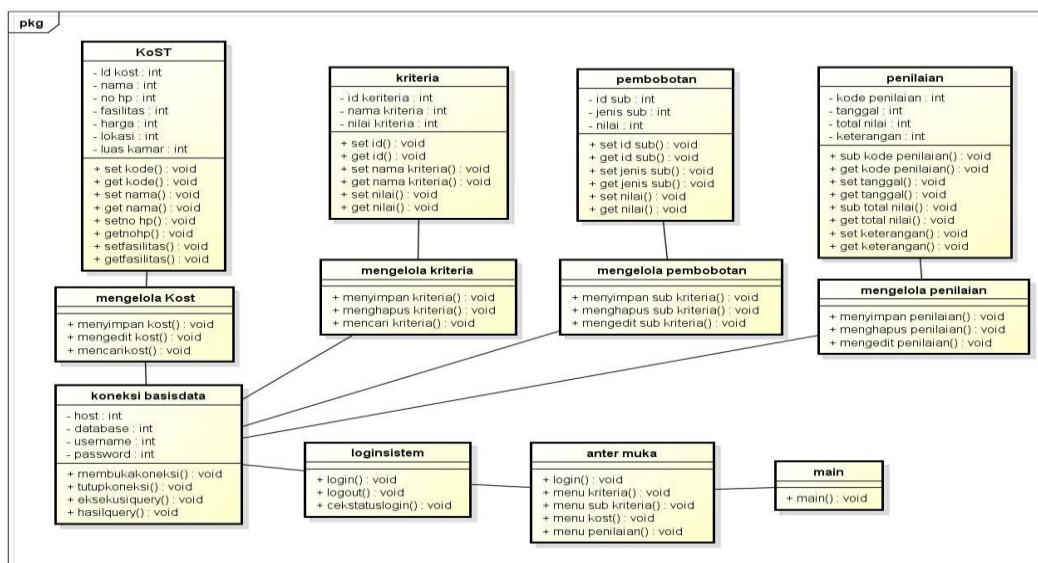 pkg
KoST
- Id kost : int
- nama : int
- no hp : int
- fasilitas : int
- harga : int
- lokasi : int
- luas kamar : int
+ set kode() : void
+ get kode() : void
+ set nama() : void
+ get nama() : void
+ setno hp() : void
+ getnohp() : void
+ setfasilitas() : void
+ getfasilitas() : void
kriteria
- id keriteria : int
- nama kriteria : int
- nilai kriteria : int
+ set id() : void
+ get id() : void
+ set nama kriteria() : void
+ get nama kriteria() : void
+ set nilai() : void
+ get nilai() : void
pembobotan
- id sub : int
- jenis sub : int
- nilai : int
+ set id sub() : void
+ get id sub() : void
+ set jenis sub() : void
+ get jenis sub() : void
+ set nilai() : void
+ get nilai() : void
penilaian
- kode penilaian : int
- tanggal : int
- total nilai : int
- keterangan : int
+ sub kode penilaian() : void
+ get kode penilaian() : void
+ set tanggal() : void
+ get tanggal() : void
+ sub total nilai() : void
+ get total nilai() : void
+ set keterangan() : void
+ get keterangan() : void
mengelola Kost
+ menyimpan kost() : void
+ mengedit kost() : void
+ mencarikost() : void
mengelola kriteria
+ menyimpan kriteria() : void
+ menghapus kriteria() : void
+ mencari kriteria() : void
mengelola pembobotan
+ menyimpan sub kriteria() : void
+ menghapus sub kriteria() : void
+ mengedit sub kriteria() : void
mengelola penilaian
+ menyimpan penilaian() : void
+ menghapus penilaian() : void
+ mengedit penilaian() : void
koneksi basisdata
- host : int
- database : int
- username : int
- password : int
+ membukakoneksi() : void
+ tutupkoneksi() : void
+ eksekusiquery() : void
+ hasilquery() : void
loginsistem
+ login() : void
+ logout() : void
+ cekstatuslogin() : void
anter muka
+ login() : void
+ menu kriteria() : void
+ menu sub kriteria() : void
+ menu kost() : void
+ menu penilaian() : void
main
+ main() : void